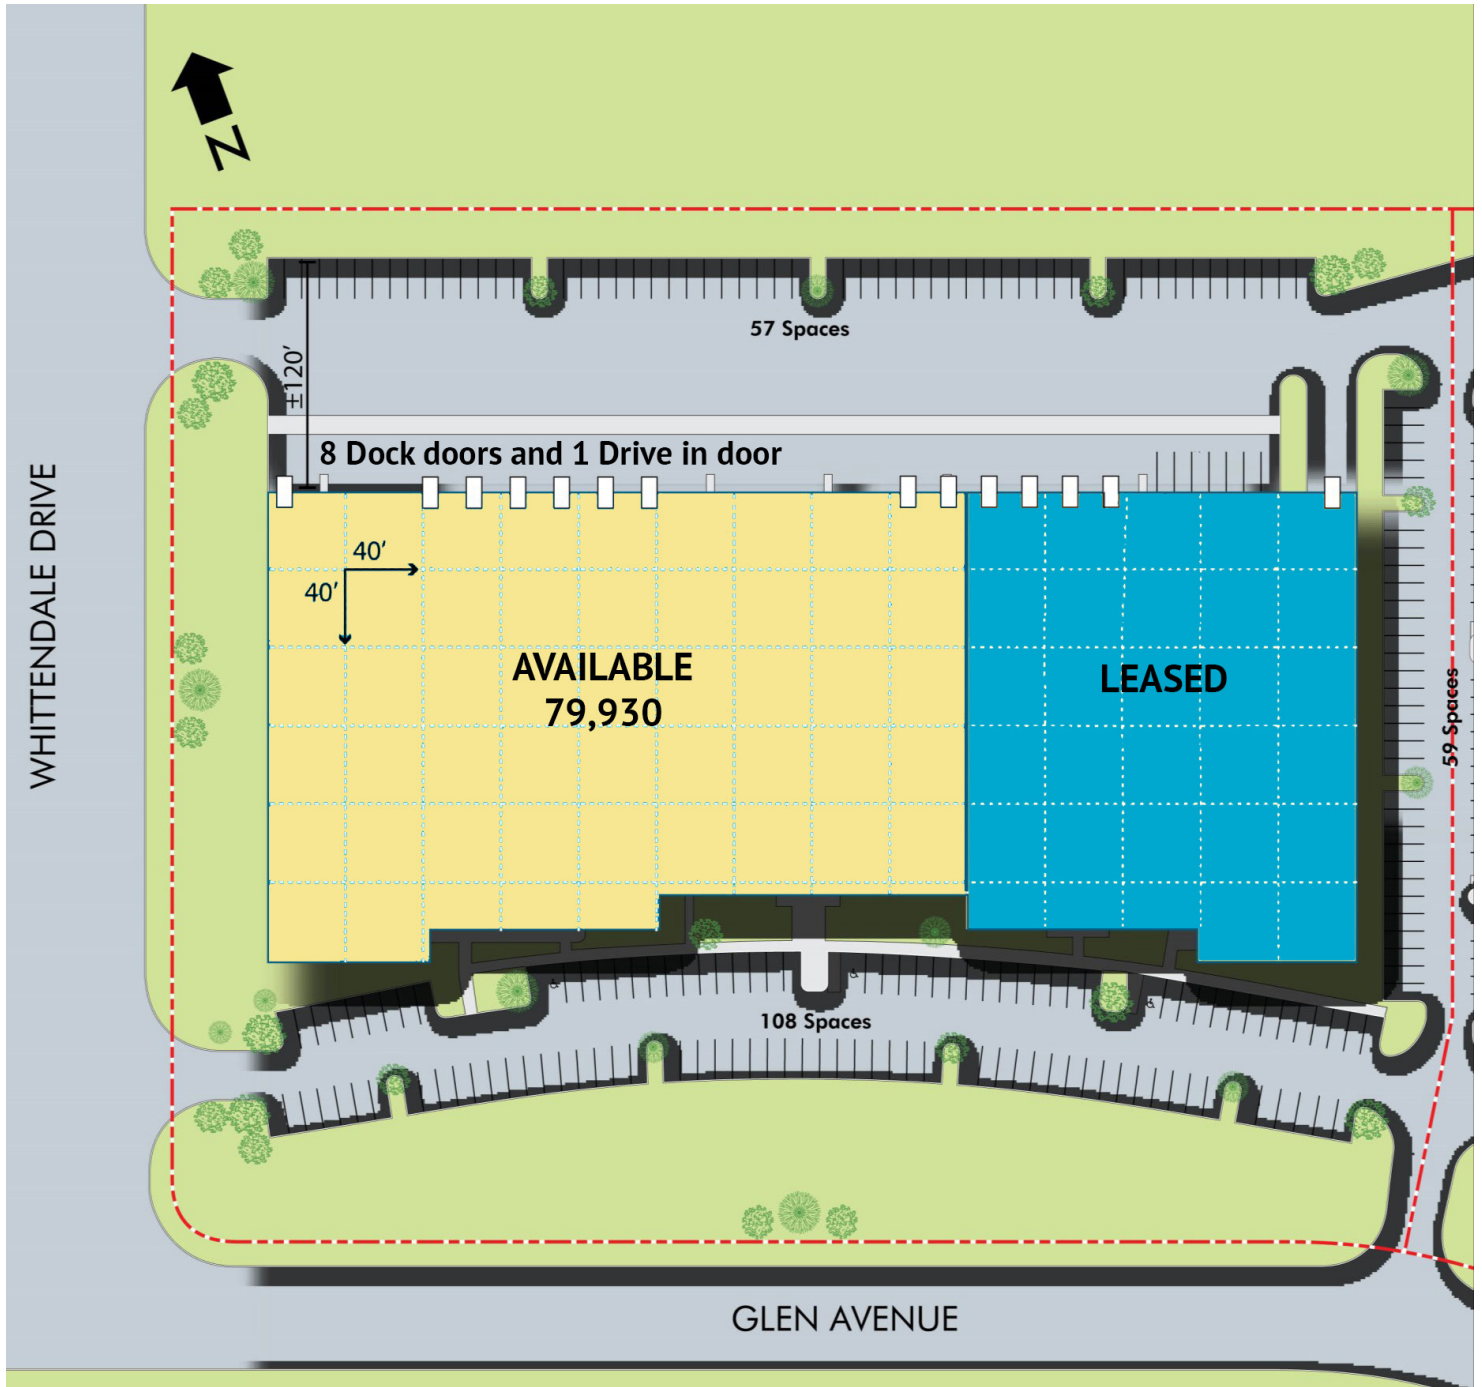 N
57 Spaces
±120'
8 Dock doors and 1 Drive in door
40'
40'
AVAILABLE
79,930
LEASED
WHITTENDALE DRIVE
59 Spaces
108 Spaces
GLEN AVENUE